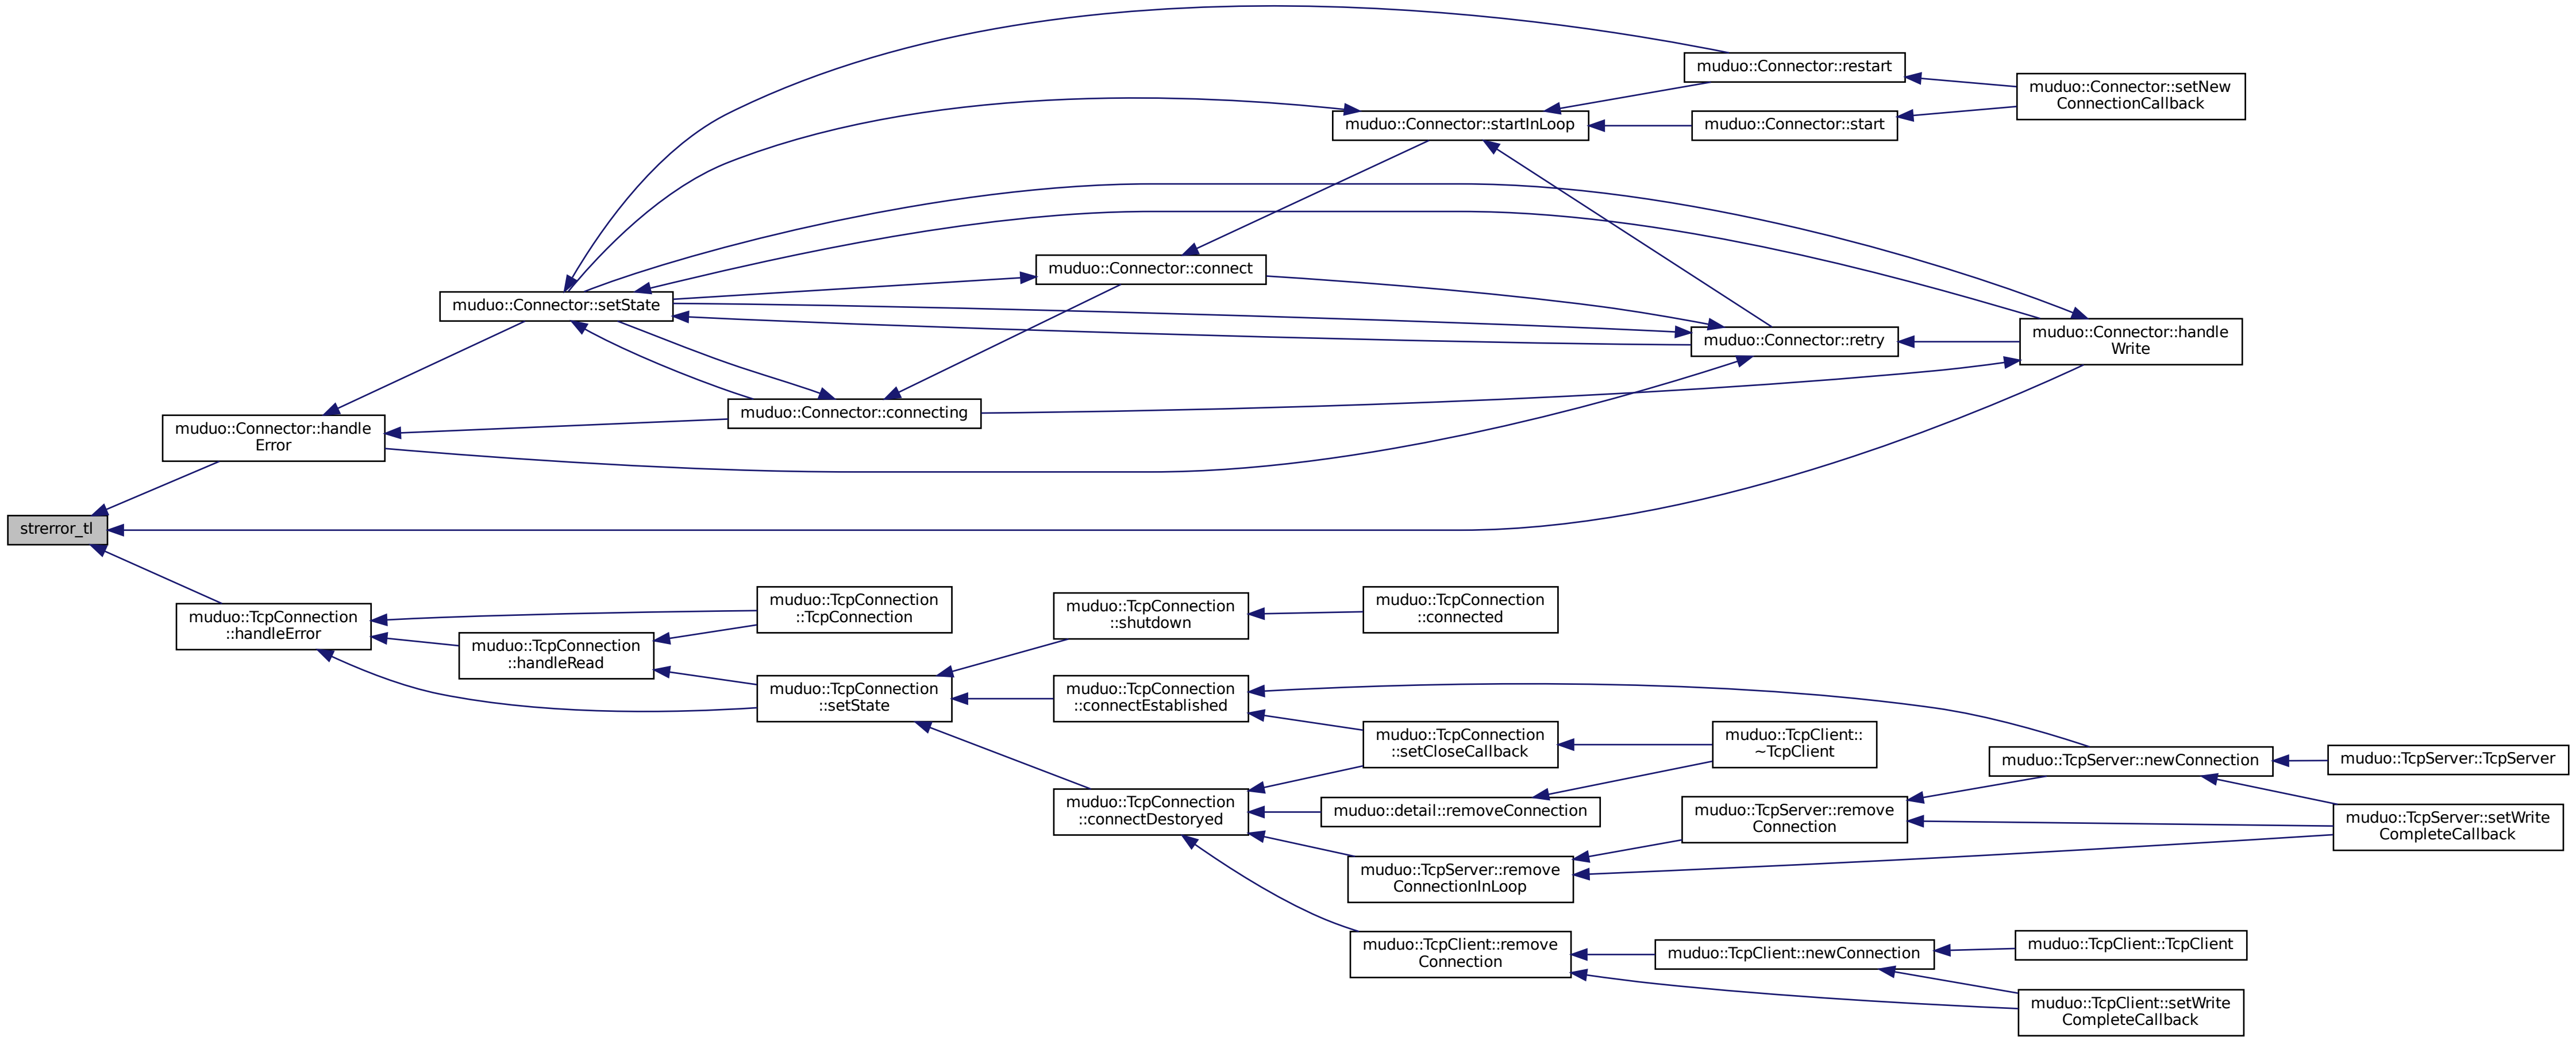 muduo::Connector::restart
muduo::Connector::setNew
ConnectionCallback
muduo::Connector::startInLoop
muduo::Connector::start
muduo::Connector::connect
muduo::Connector::setState
muduo::Connector::handle
Write
muduo::Connector::retry
muduo::Connector::connecting
muduo::Connector::handle
Error
strerror_tl
muduo::TcpConnection
::handleError
muduo::TcpConnection
::TcpConnection
muduo::TcpConnection
::handleRead
muduo::TcpConnection
::shutdown
muduo::TcpConnection
::connected
muduo::TcpConnection
::setState
muduo::TcpConnection
::connectEstablished
muduo::TcpConnection
::setCloseCallback
muduo::TcpClient::
~TcpClient
muduo::TcpServer::newConnection
muduo::TcpServer::TcpServer
muduo::TcpConnection
::connectDestoryed
muduo::detail::removeConnection
muduo::TcpServer::remove
Connection
muduo::TcpServer::setWrite
CompleteCallback
muduo::TcpServer::remove
ConnectionInLoop
muduo::TcpClient::remove
Connection
muduo::TcpClient::newConnection
muduo::TcpClient::TcpClient
muduo::TcpClient::setWrite
CompleteCallback